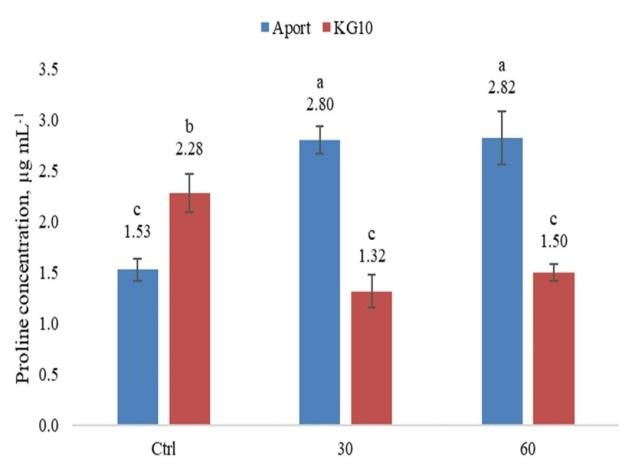 Aport KG10
Proline concentration, µg mL⁻¹
3.5
3.0
2.5
2.0
1.5
1.0
0.5
0.0
c
1.53
b
2.28
a
2.80
c
1.32
a
2.82
c
1.50
Ctrl 30 60